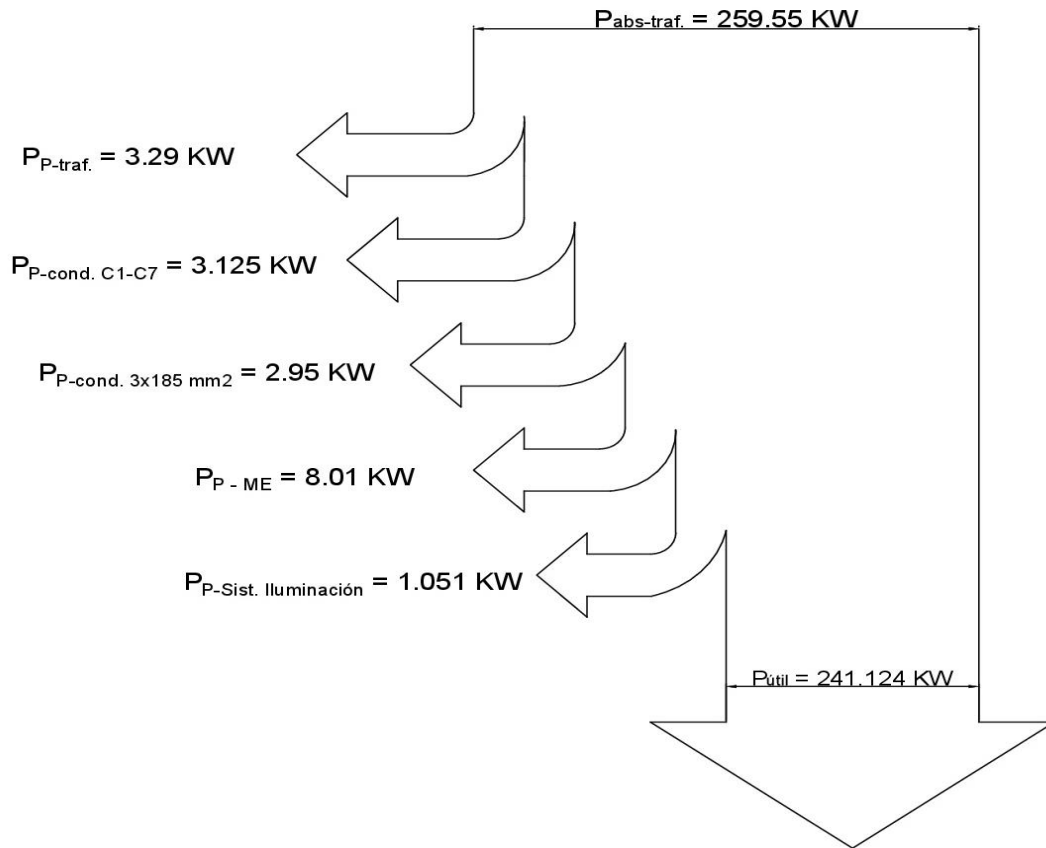 Pabs-traf. = 259.55 KW
PP-traf. = 3.29 KW
PP-cond. C1-C7 = 3.125 KW
PP-cond. 3x185 mm2 = 2.95 KW
PP - ME = 8.01 KW
PP-Sist. Iluminación = 1.051 KW
Pútil = 241.124 KW